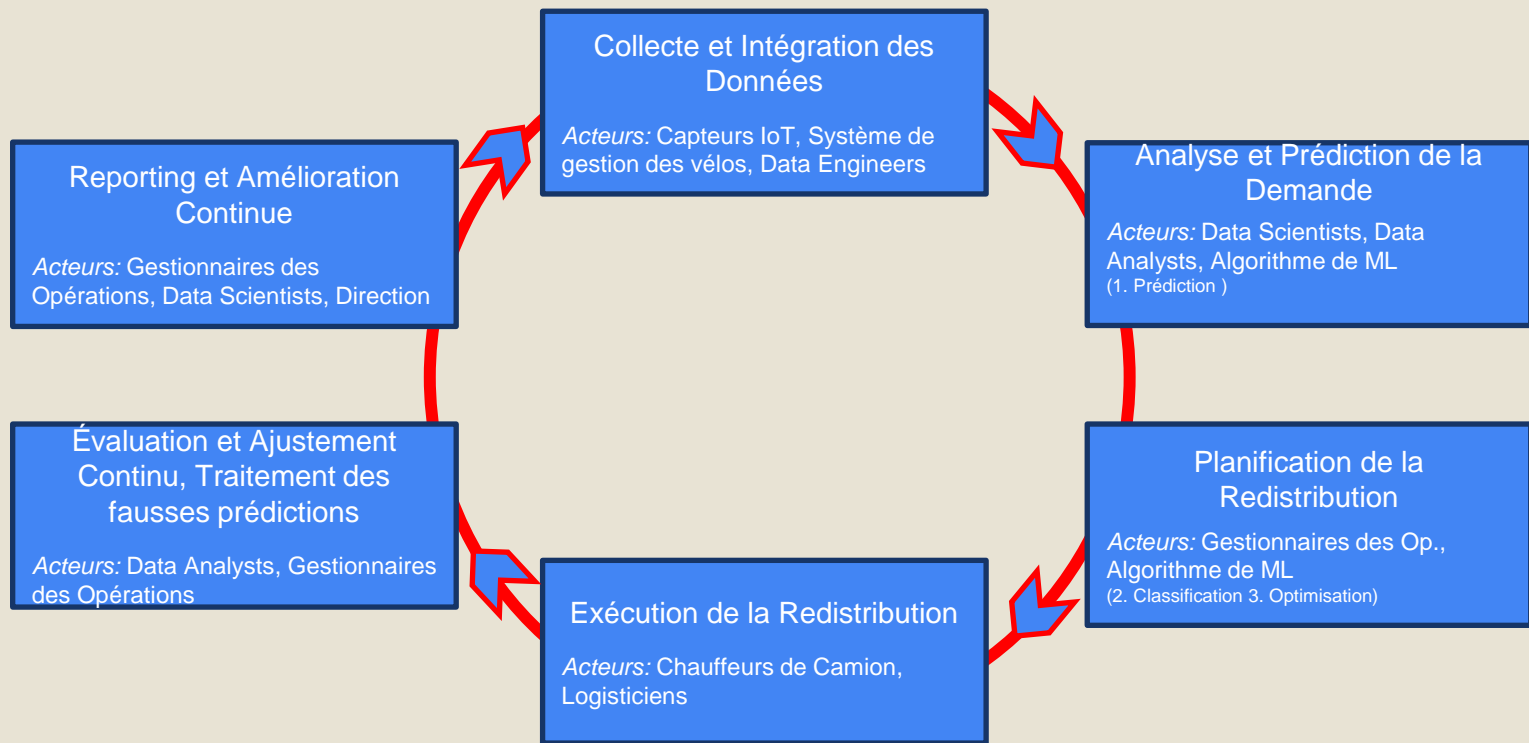 Collecte et Intégration des
Données
Acteurs: Capteurs IoT, Système de
gestion des vélos, Data Engineers
Analyse et Prédiction de la
Demande
Acteurs: Data Scientists, Data
Analysts, Algorithme de ML
(1. Prédiction )
Planification de la
Redistribution
Acteurs: Gestionnaires des Op.,
Algorithme de ML
(2. Classification 3. Optimisation)
Exécution de la Redistribution
Acteurs: Chauffeurs de Camion,
Logisticiens
Évaluation et Ajustement
Continu, Traitement des
fausses prédictions
Acteurs: Data Analysts, Gestionnaires
des Opérations
Reporting et Amélioration
Continue
Acteurs: Gestionnaires des
Opérations, Data Scientists, Direction